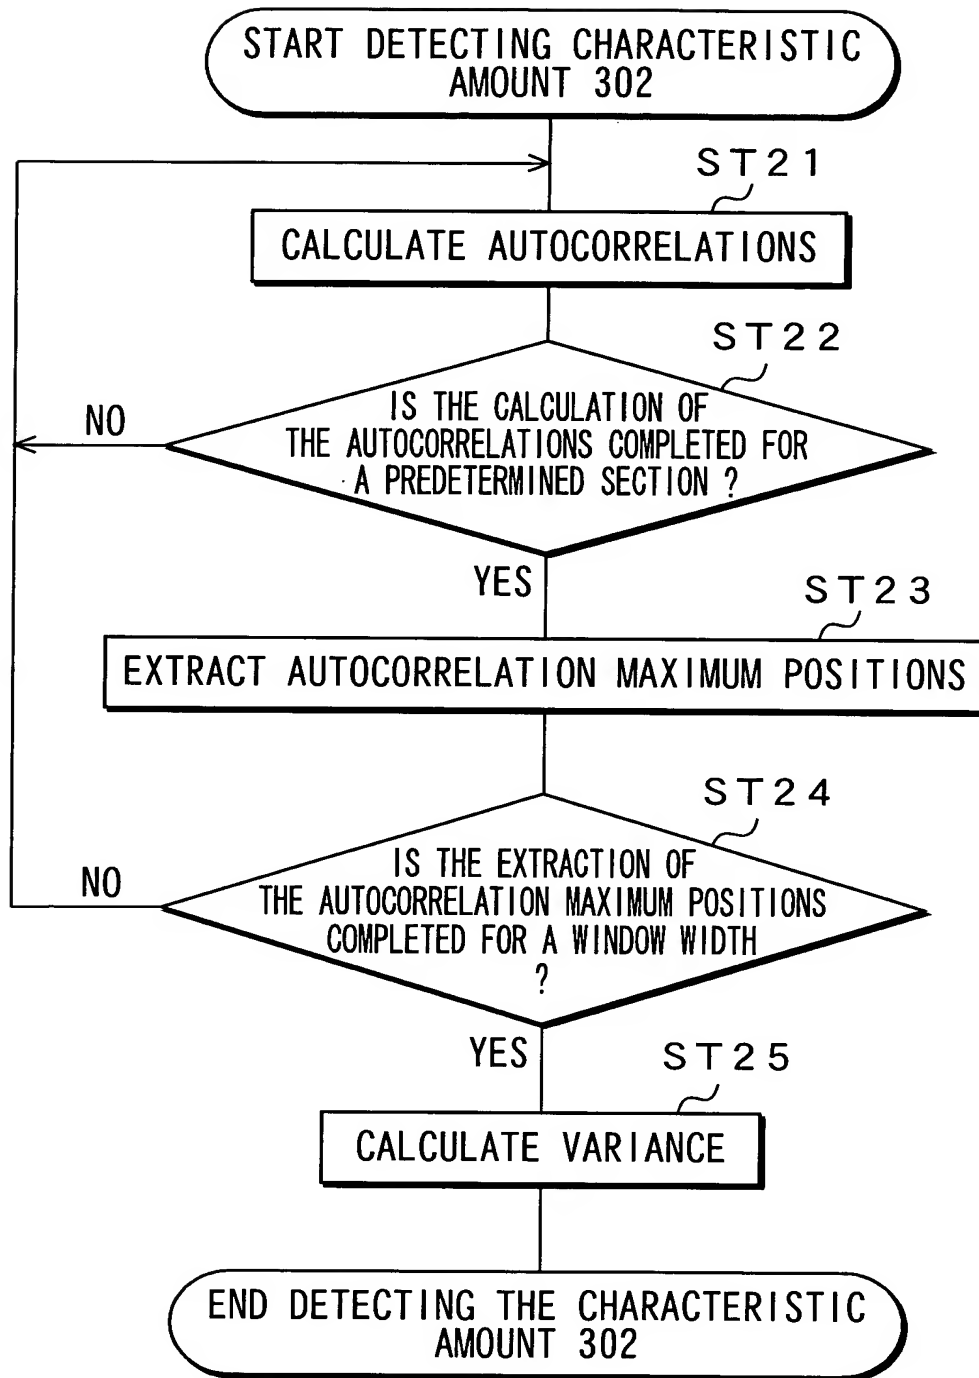 START DETECTING CHARACTERISTIC
AMOUNT 302
ST21
CALCULATE AUTOCORRELATIONS
ST22
IS THE CALCULATION OF
THE AUTOCORRELATIONS COMPLETED FOR
A PREDETERMINED SECTION ?
NO
YES
ST23
EXTRACT AUTOCORRELATION MAXIMUM POSITIONS
ST24
IS THE EXTRACTION OF
THE AUTOCORRELATION MAXIMUM POSITIONS
COMPLETED FOR A WINDOW WIDTH
?
NO
YES
ST25
CALCULATE VARIANCE
END DETECTING THE CHARACTERISTIC
AMOUNT 302